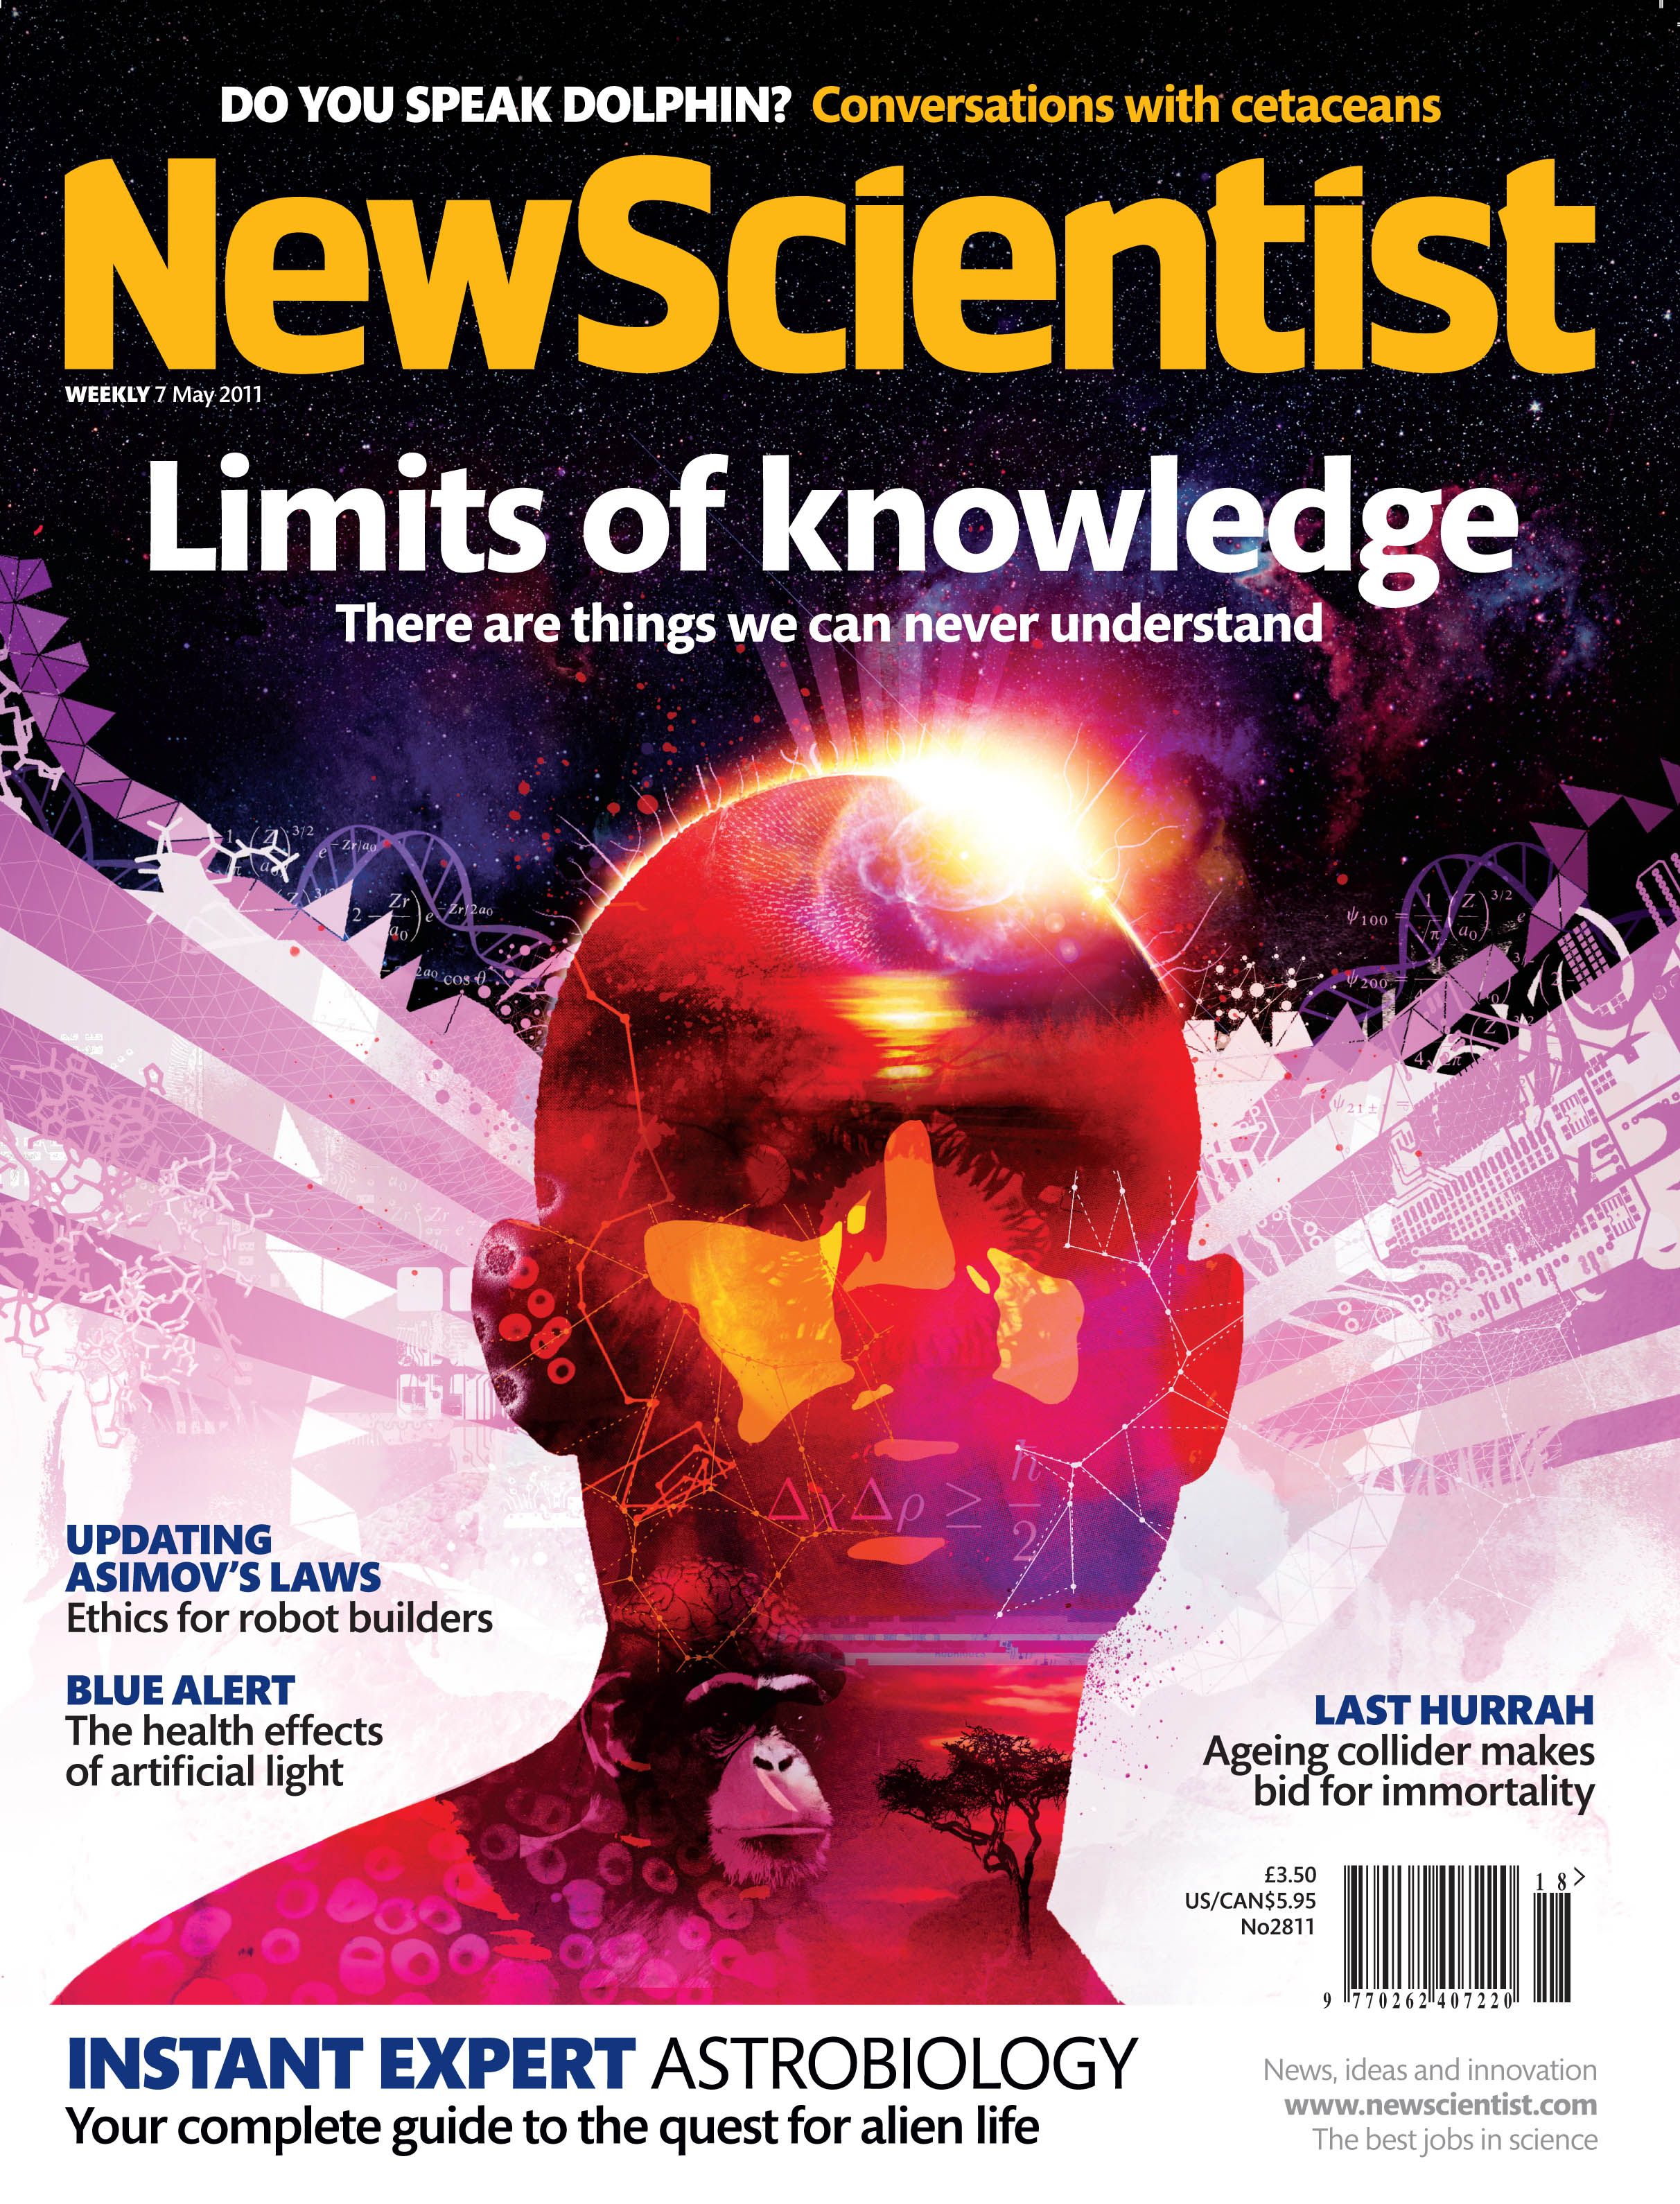 DO YOU SPEAK DOLPHIN? Conversations with cetaceans
NewScientist
WEEKLY 7 May 2011
Limits of knowledge
There are things we can never understand
ΔχΔρ ≥ ħ/2
UPDATING
ASIMOV'S LAWS
Ethics for robot builders
BLUE ALERT
The health effects
of artificial light
LAST HURRAH
Ageing collider makes
bid for immortality
£3.50
US/CAN$5.95
No2811
18>
9 770262 407220
INSTANT EXPERT ASTROBIOLOGY
Your complete guide to the quest for alien life
News, ideas and innovation
www.newscientist.com
The best jobs in science